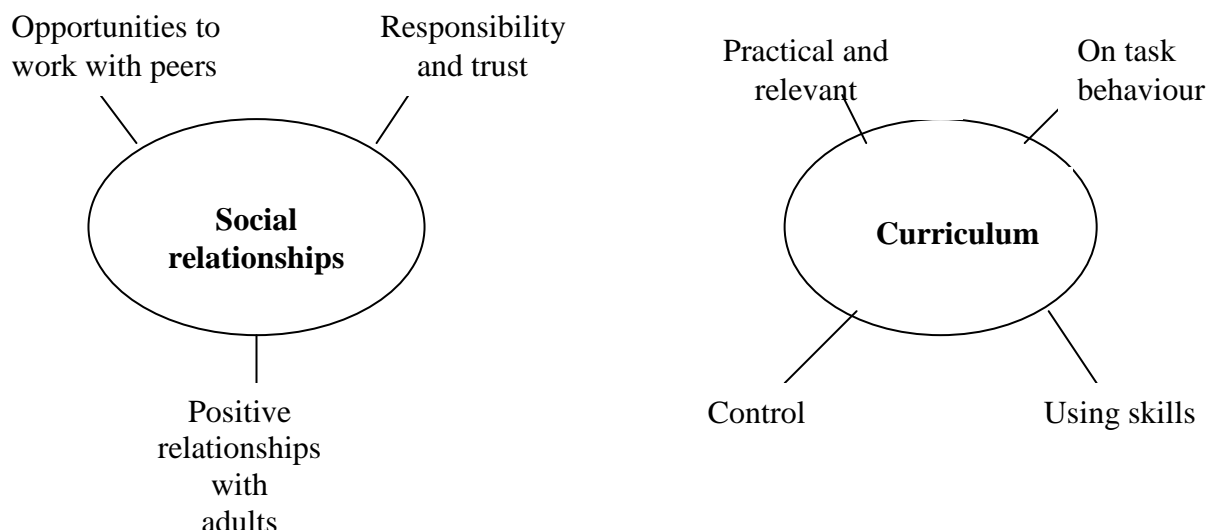 Opportunities to
work with peers
Responsibility
and trust
Social
relationships
Positive
relationships
with
adults
Practical and
relevant
On task
behaviour
Curriculum
Control
Using skills